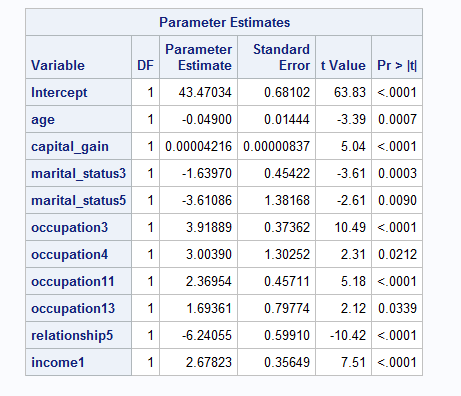 Parameter Estimates
Variable DF Parameter Estimate Standard Error t Value Pr > |t|
Intercept 1 43.47034 0.68102 63.83 <.0001
age 1 -0.04900 0.01444 -3.39 0.0007
capital_gain 1 0.00004216 0.00000837 5.04 <.0001
marital_status3 1 -1.63970 0.45422 -3.61 0.0003
marital_status5 1 -3.61086 1.38168 -2.61 0.0090
occupation3 1 3.91889 0.37362 10.49 <.0001
occupation4 1 3.00390 1.30252 2.31 0.0212
occupation11 1 2.36954 0.45711 5.18 <.0001
occupation13 1 1.69361 0.79774 2.12 0.0339
relationship5 1 -6.24055 0.59910 -10.42 <.0001
income1 1 2.67823 0.35649 7.51 <.0001